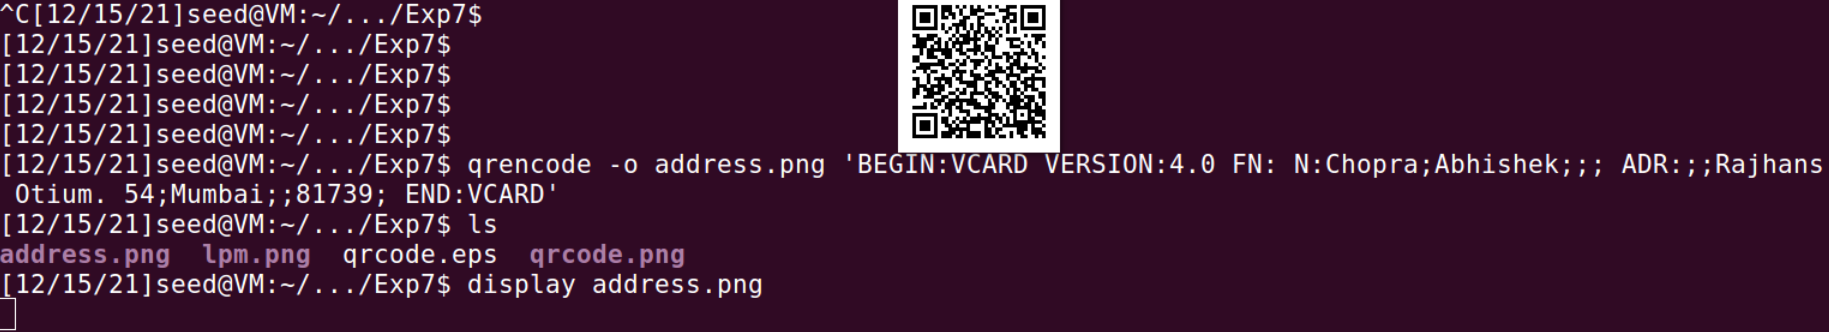 ^C[12/15/21]seed@VM:~/.../Exp7$
[12/15/21]seed@VM:~/.../Exp7$
[12/15/21]seed@VM:~/.../Exp7$
[12/15/21]seed@VM:~/.../Exp7$
[12/15/21]seed@VM:~/.../Exp7$
[12/15/21]seed@VM:~/.../Exp7$ qrencode -o address.png 'BEGIN:VCARD VERSION:4.0 FN: N:Chopra;Abhishek;;; ADR:;;Rajhans
 Otium. 54;Mumbai;;81739; END:VCARD'
[12/15/21]seed@VM:~/.../Exp7$ ls
address.png  lpm.png  qrcode.eps  qrcode.png
[12/15/21]seed@VM:~/.../Exp7$ display address.png